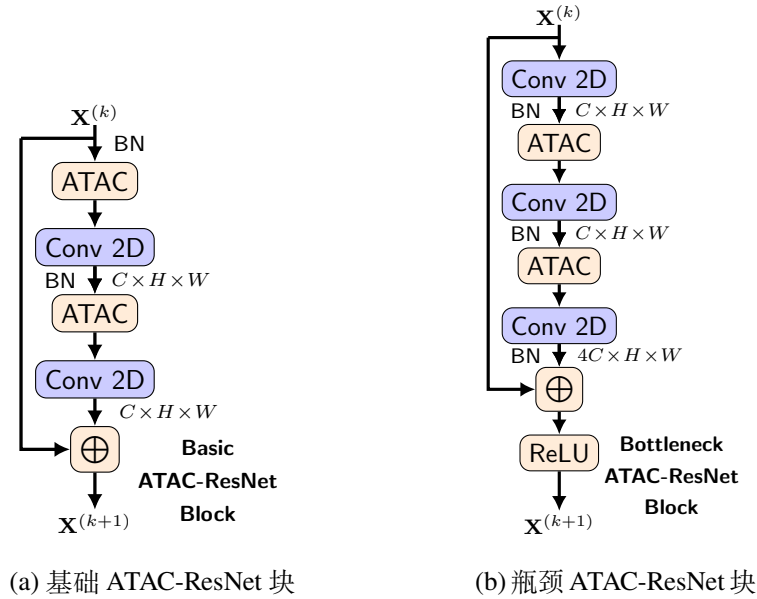 X^(k)
BN
ATAC
Conv 2D
BN C×H×W
ATAC
Conv 2D
C×H×W
⊕
Basic
ATAC-ResNet
Block
X^(k+1)
(a) 基础 ATAC-ResNet 块
X^(k)
Conv 2D
BN C×H×W
ATAC
Conv 2D
BN C×H×W
ATAC
Conv 2D
BN 4C×H×W
⊕
ReLU
Bottleneck
ATAC-ResNet
Block
X^(k+1)
(b) 瓶颈 ATAC-ResNet 块